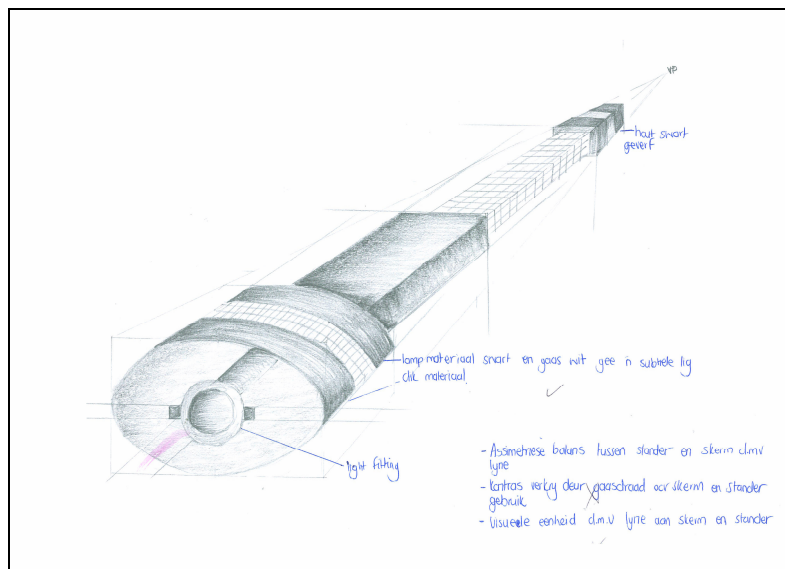 VP
hout swart
geverf
lamp materiaal swart en gaas wit gee 'n subtiele lig
dik materiaal
light fitting
- Assimetriese balans tussen stander en skerm d.m.v
lyne
- Kontras verkry deur gaasdraad oor skerm en stander
gebruik
- Visuele eenheid d.m.v lyne aan skerm en stander